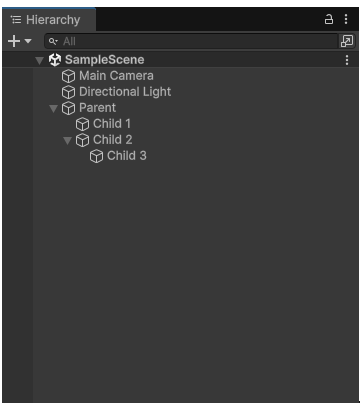 Hierarchy
All
SampleScene
Main Camera
Directional Light
Parent
Child 1
Child 2
Child 3